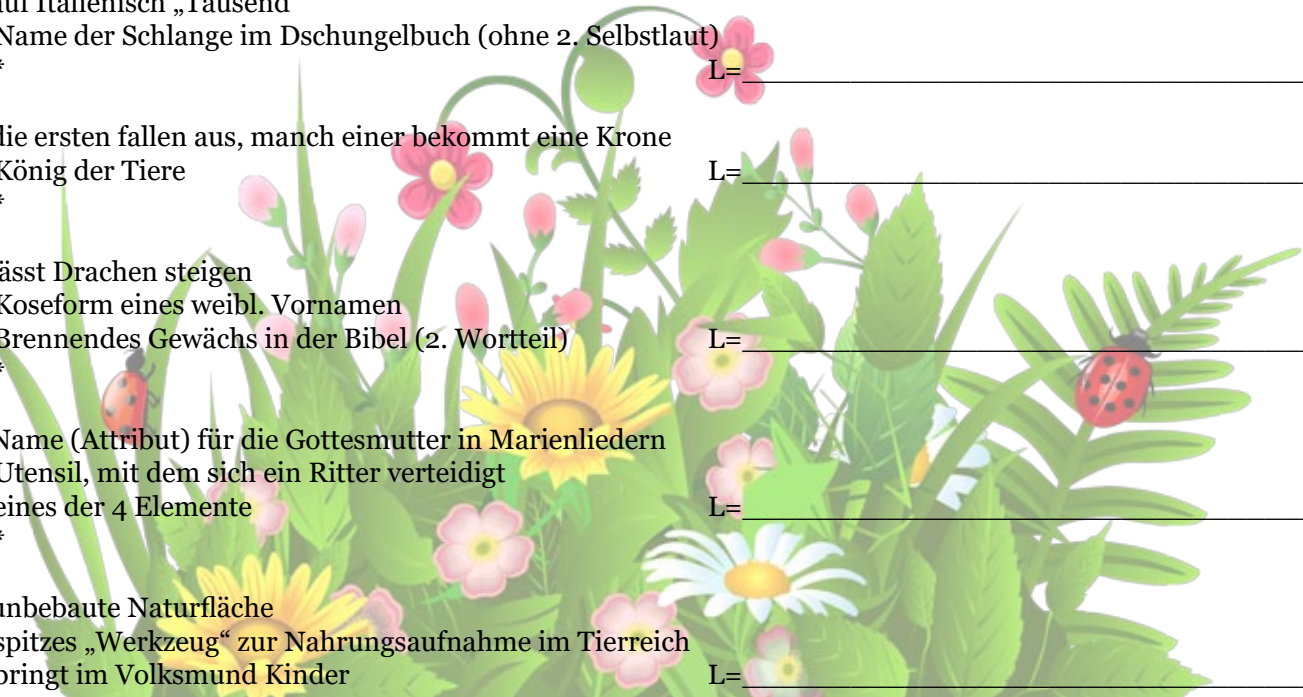 auf Italienisch „Tausend“
Name der Schlange im Dschungelbuch (ohne 2. Selbstlaut)
* L=
die ersten fallen aus, manch einer bekommt eine Krone
König der Tiere L=
*
lässt Drachen steigen
Koseform eines weibl. Vornamen
Brennendes Gewächs in der Bibel (2. Wortteil) L=
*
Name (Attribut) für die Gottesmutter in Marienliedern
Utensil, mit dem sich ein Ritter verteidigt
eines der 4 Elemente L=
*
unbebaute Naturfläche
spitzes „Werkzeug“ zur Nahrungsaufnahme im Tierreich
bringt im Volksmund Kinder L=